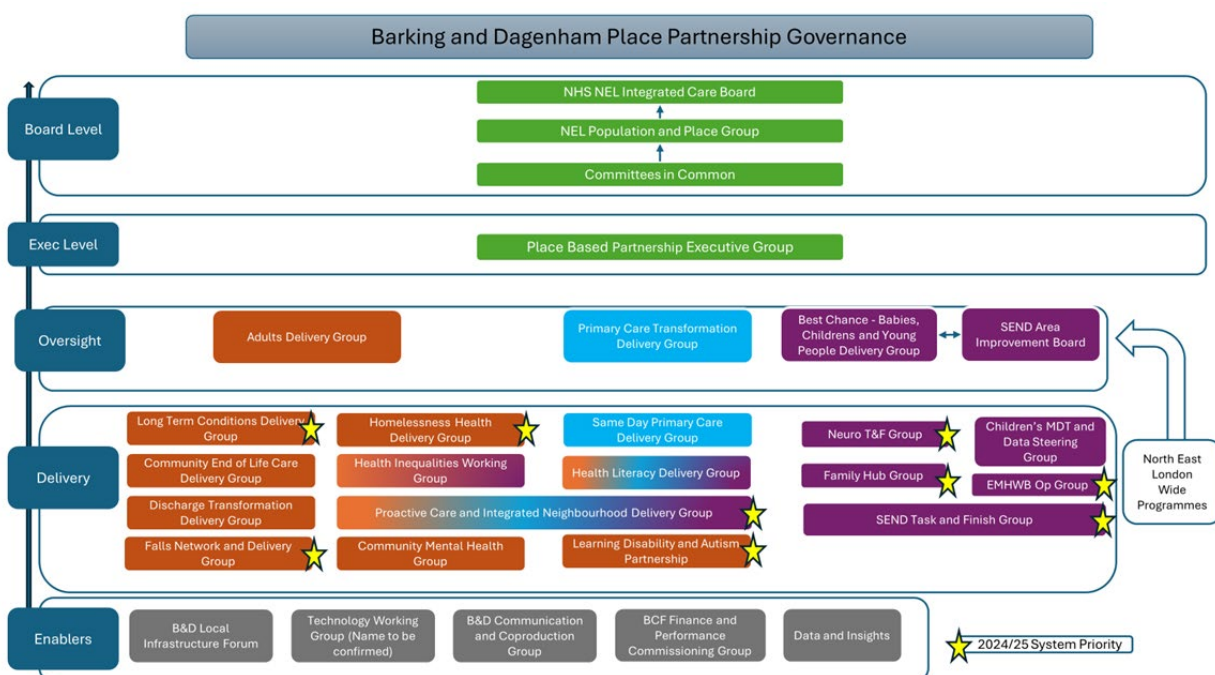 Barking and Dagenham Place Partnership Governance
Board Level
NHS NEL Integrated Care Board
NEL Population and Place Group
Committees in Common
Exec Level
Place Based Partnership Executive Group
Oversight
Adults Delivery Group
Primary Care Transformation
Delivery Group
Best Chance - Babies,
Childrens and Young
People Delivery Group
SEND Area
Improvement Board
Delivery
Long Term Conditions Delivery
Group
Homelessness Health
Delivery Group
Same Day Primary Care
Delivery Group
Neuro T&F Group
Children's MDT and
Data Steering
Group
Community End of Life Care
Delivery Group
Health Inequalities Working
Group
Health Literacy Delivery Group
Family Hub Group
EMHWB Op Group
Discharge Transformation
Delivery Group
Proactive Care and Integrated Neighbourhood Delivery Group
SEND Task and Finish Group
Falls Network and Delivery
Group
Community Mental Health
Group
Learning Disability and Autism
Partnership
North East
London
Wide
Programmes
Enablers
B&D Local
Infrastructure Forum
Technology Working
Group (Name to be
confirmed)
B&D Communication
and Coproduction
Group
BCF Finance and
Performance
Commissioning Group
Data and Insights
2024/25 System Priority